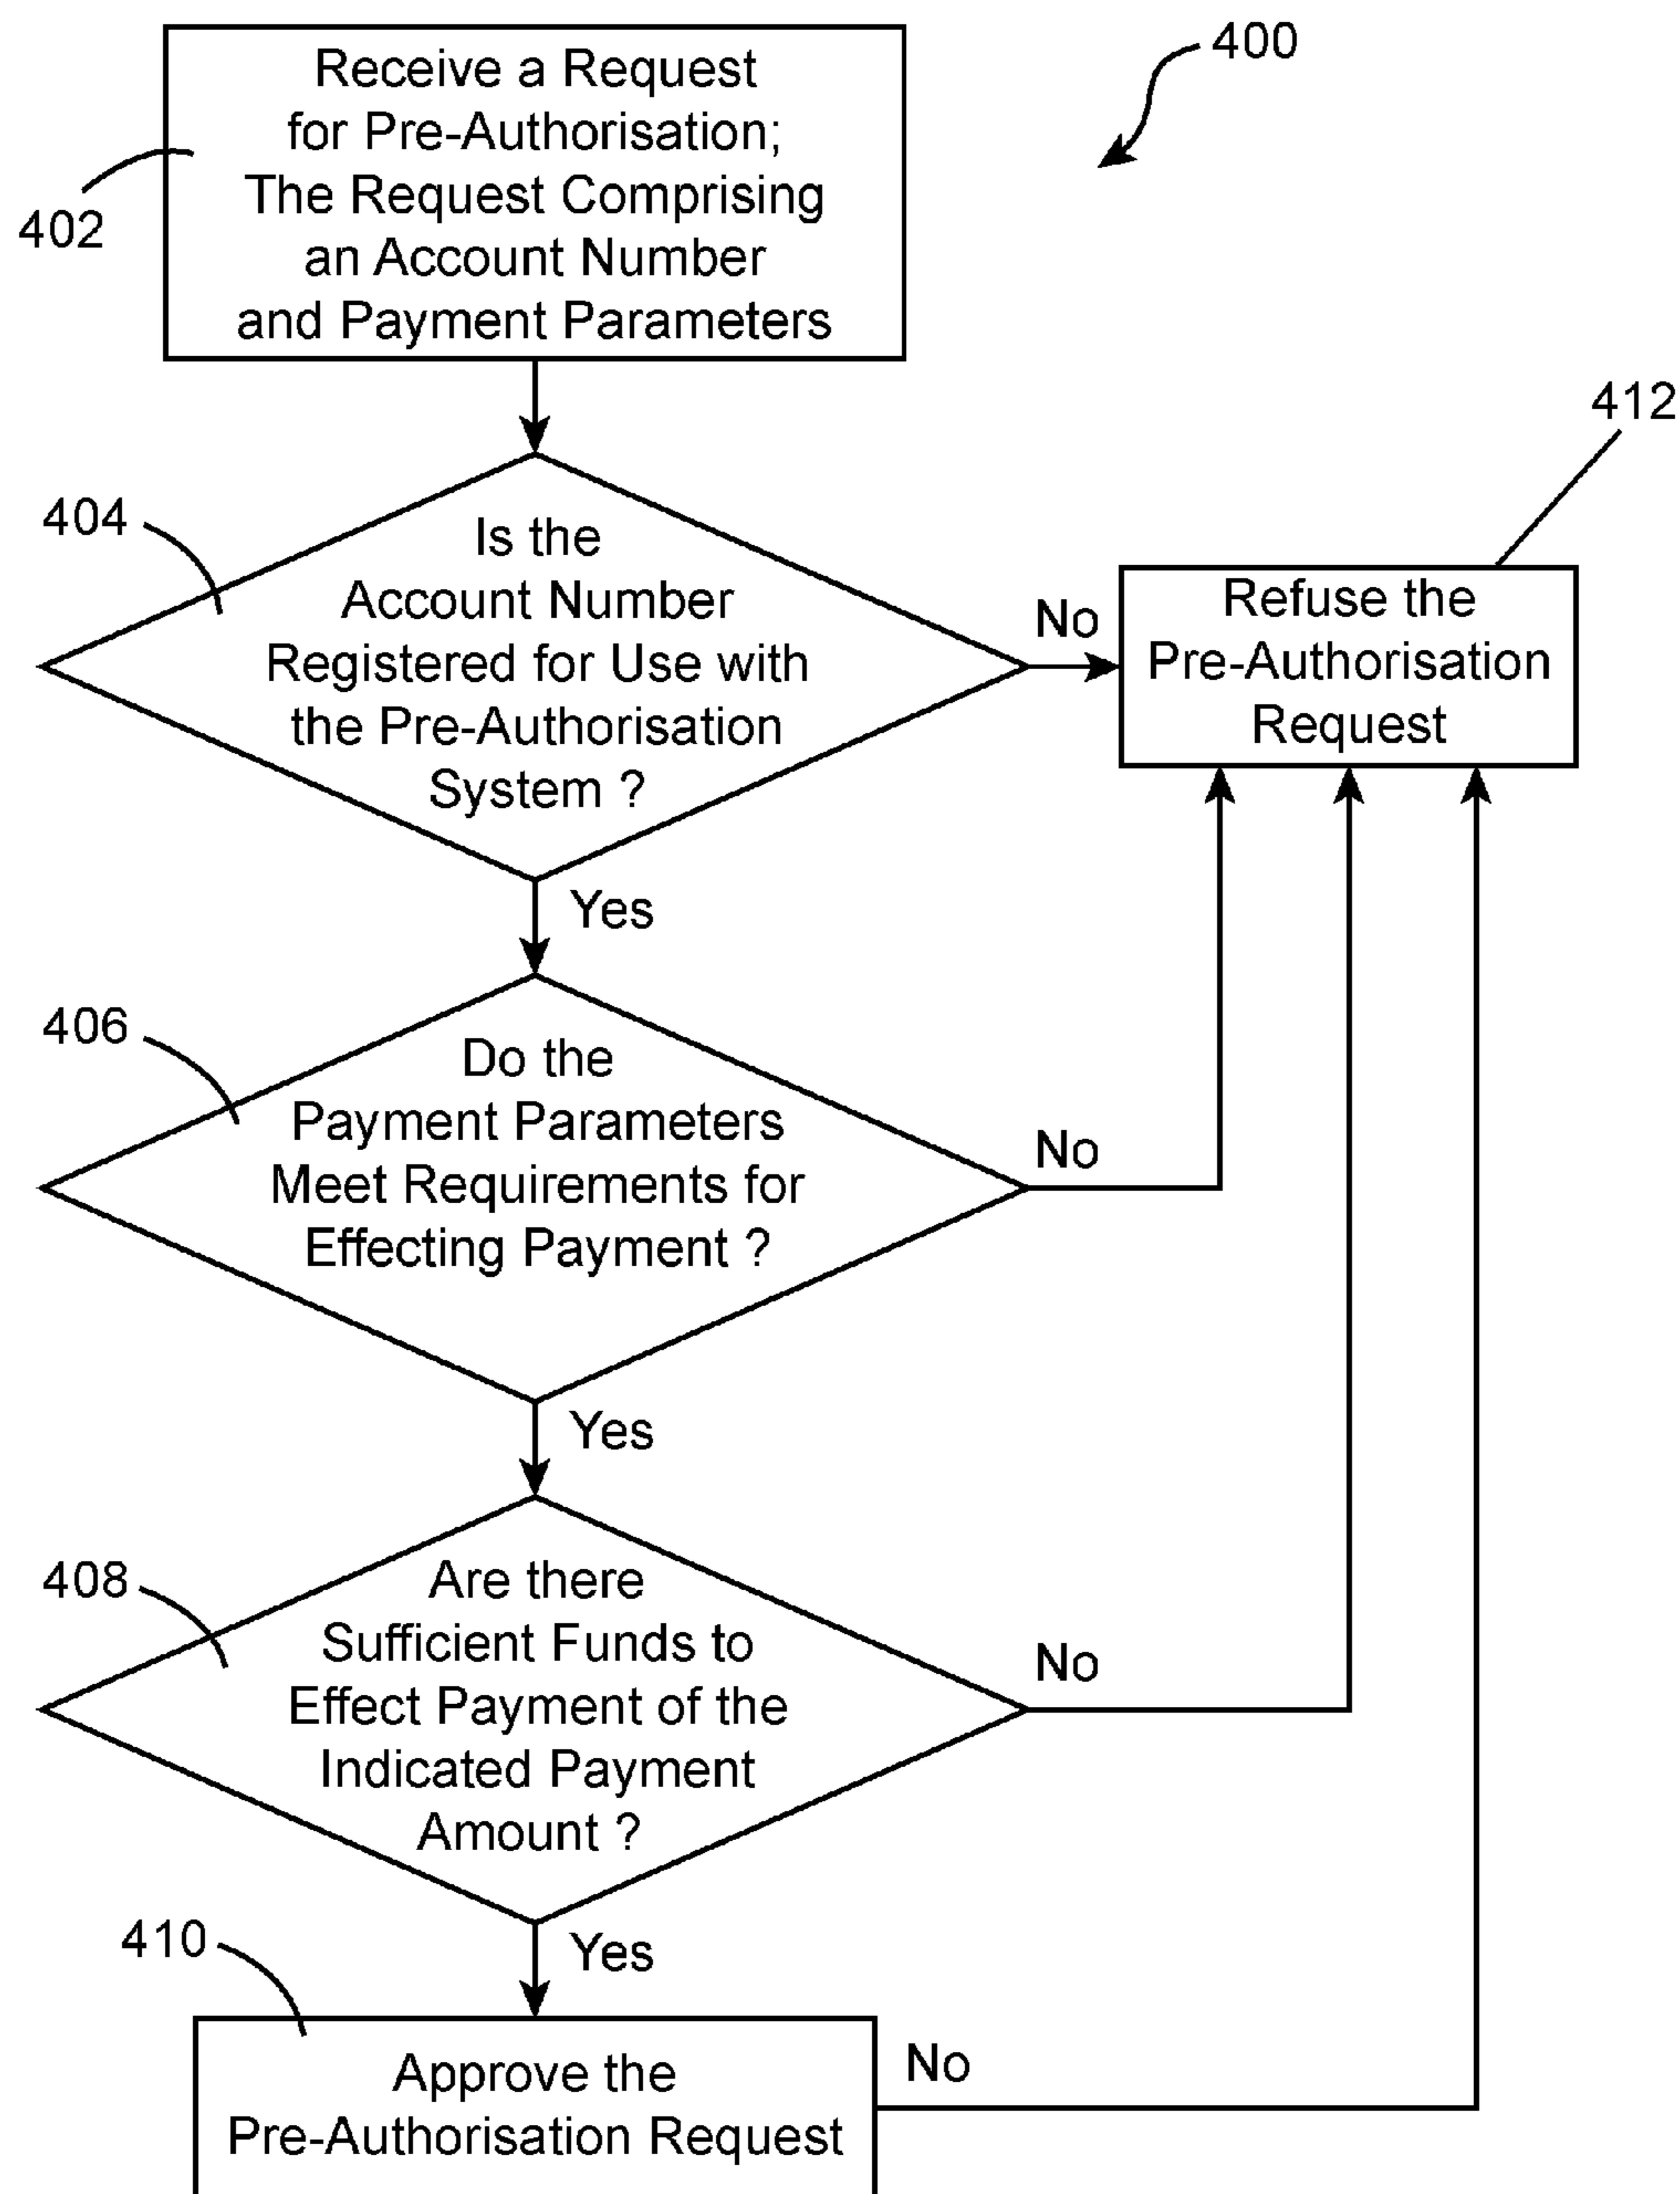 400
Receive a Request
for Pre-Authorisation;
The Request Comprising
an Account Number
and Payment Parameters
402
412
404
Is the
Account Number
Registered for Use with
the Pre-Authorisation
System ?
No
Refuse the
Pre-Authorisation
Request
Yes
406
Do the
Payment Parameters
Meet Requirements for
Effecting Payment ?
No
Yes
408
Are there
Sufficient Funds to
Effect Payment of the
Indicated Payment
Amount ?
No
Yes
410
Approve the
Pre-Authorisation Request
No